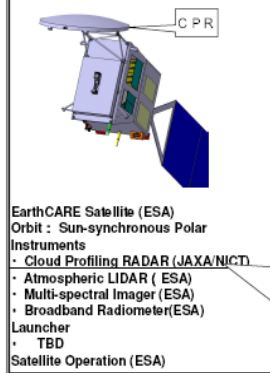 C P R
EarthCARE Satellite (ESA)
Orbit : Sun-synchronous Polar
Instruments
・ Cloud Profiling RADAR (JAXA/NICT)
・ Atmospheric LIDAR ( ESA)
・ Multi-spectral Imager (ESA)
・ Broadband Radiometer(ESA)
Launcher
・ TBD
Satellite Operation (ESA)